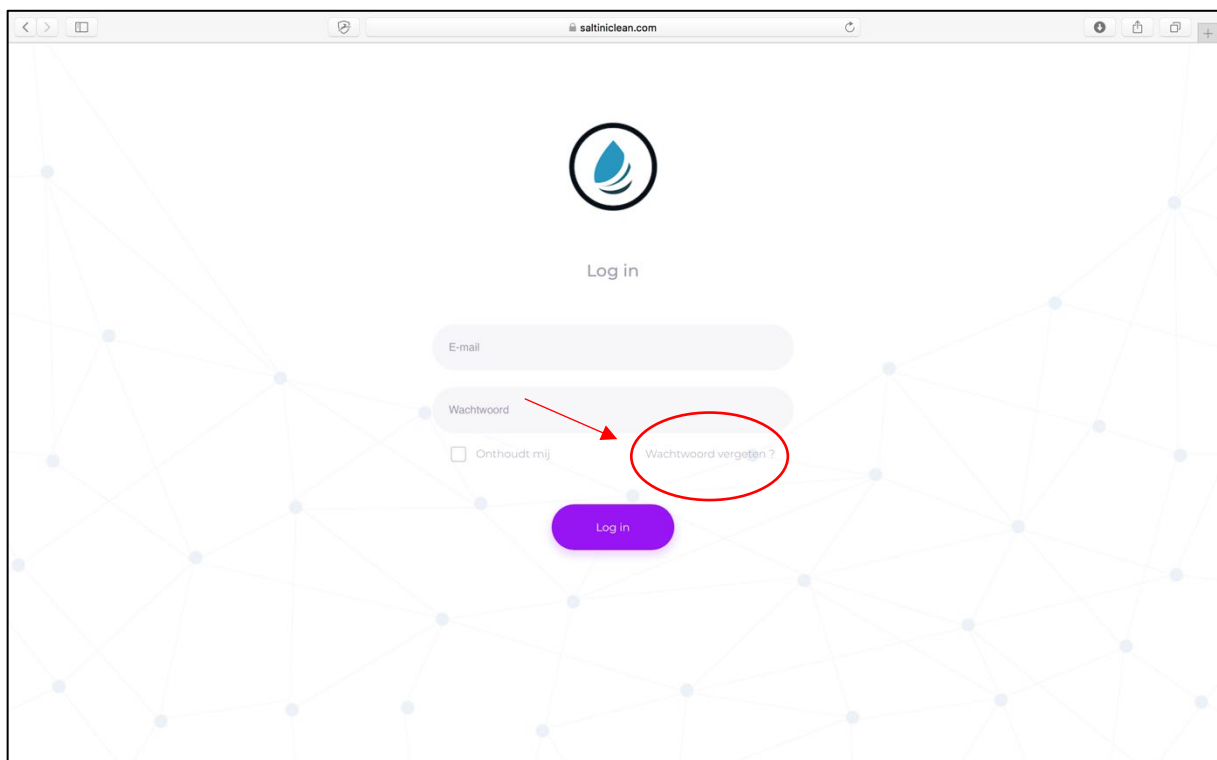 saltiniclean.com
Log in
E-mail
Wachtwoord
Onthoudt mij
Wachtwoord vergeten ?
Log in